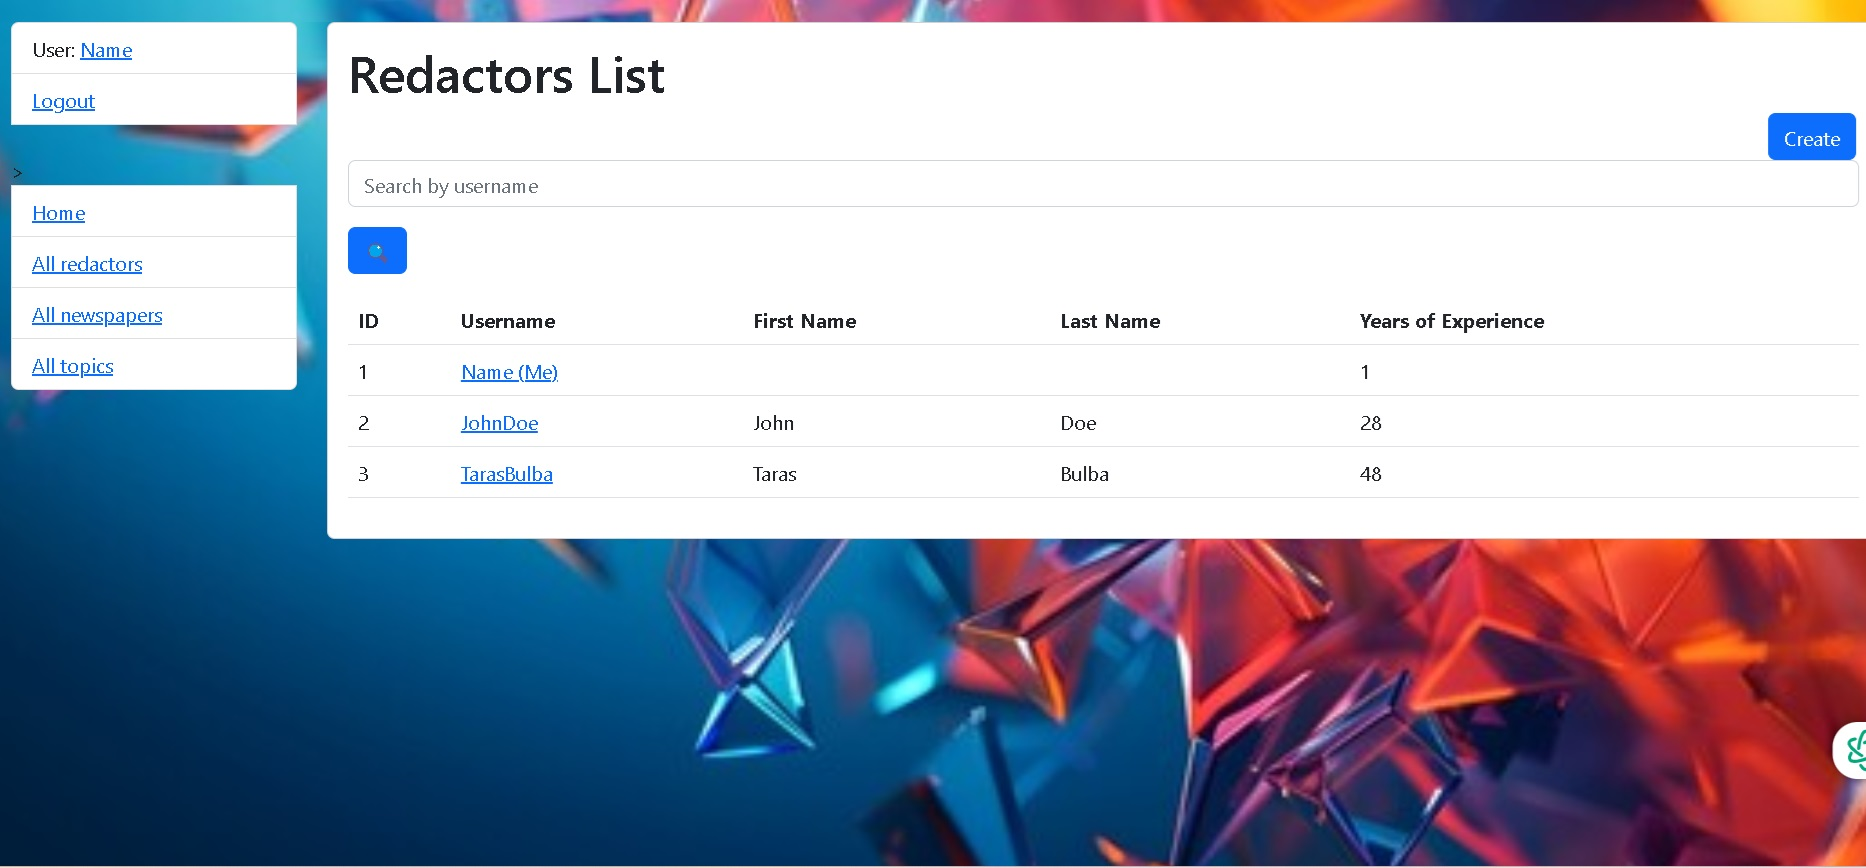 User: Name
Logout
>
Home
All redactors
All newspapers
All topics
Redactors List
Create
Search by username
ID Username First Name Last Name Years of Experience
1 Name (Me) 1
2 JohnDoe John Doe 28
3 TarasBulba Taras Bulba 48